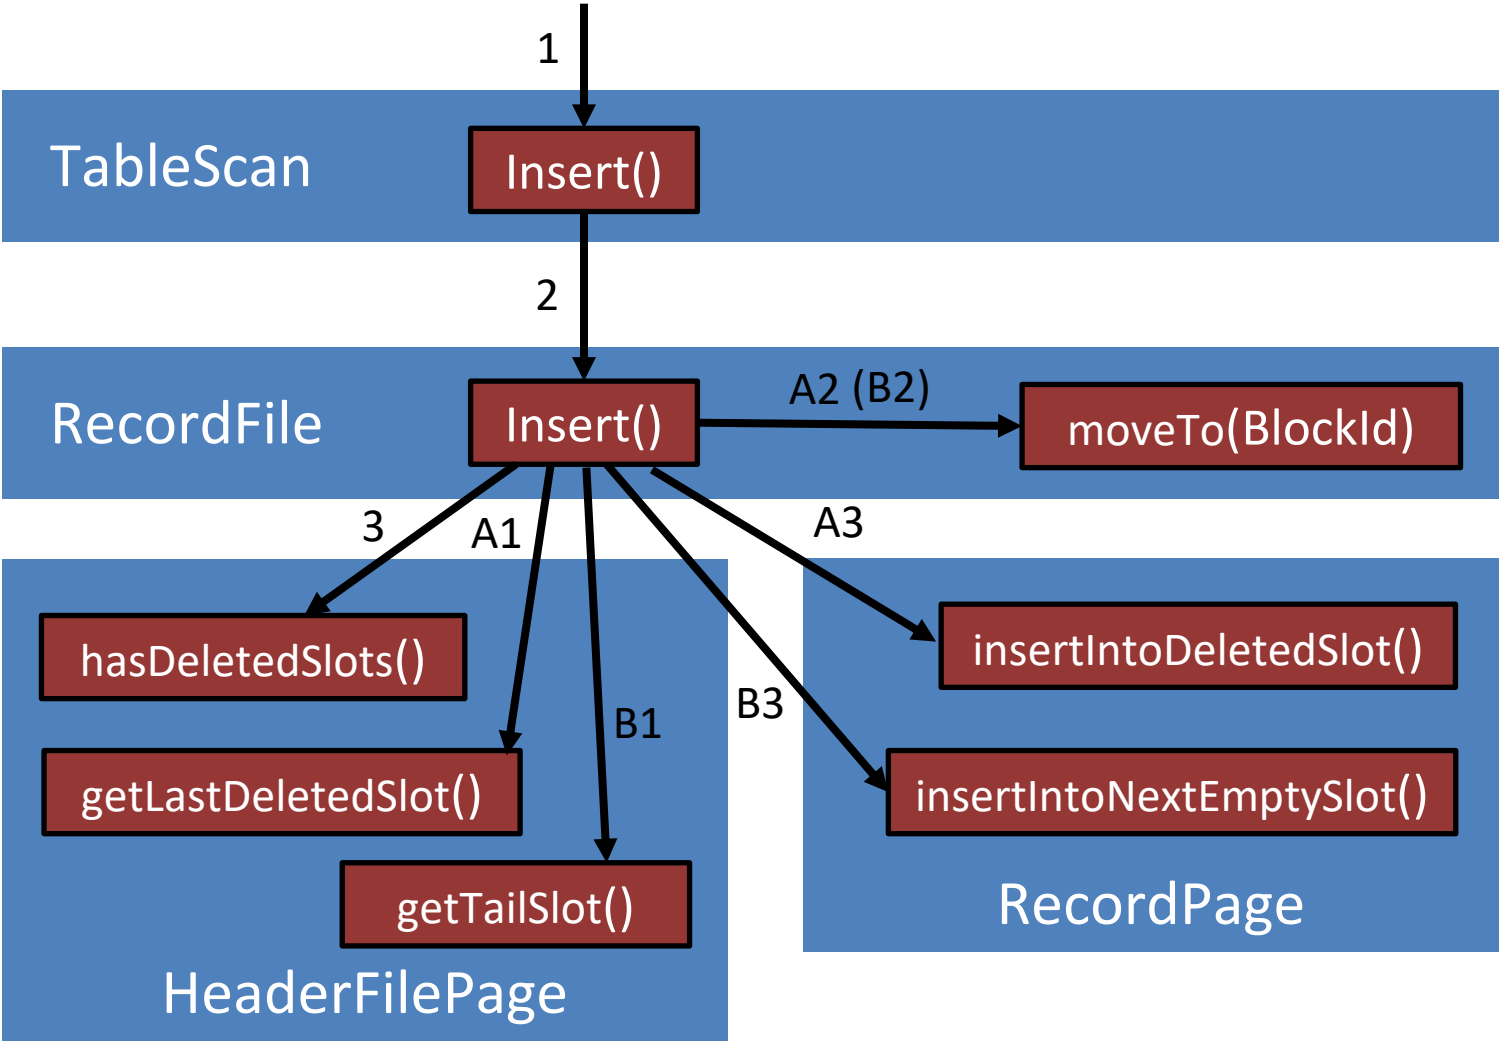 1
TableScan
Insert()
2
RecordFile
Insert()
A2 (B2)
moveTo(BlockId)
3
A1
A3
hasDeletedSlots()
insertIntoDeletedSlot()
B1
B3
getLastDeletedSlot()
insertIntoNextEmptySlot()
getTailSlot()
RecordPage
HeaderFilePage